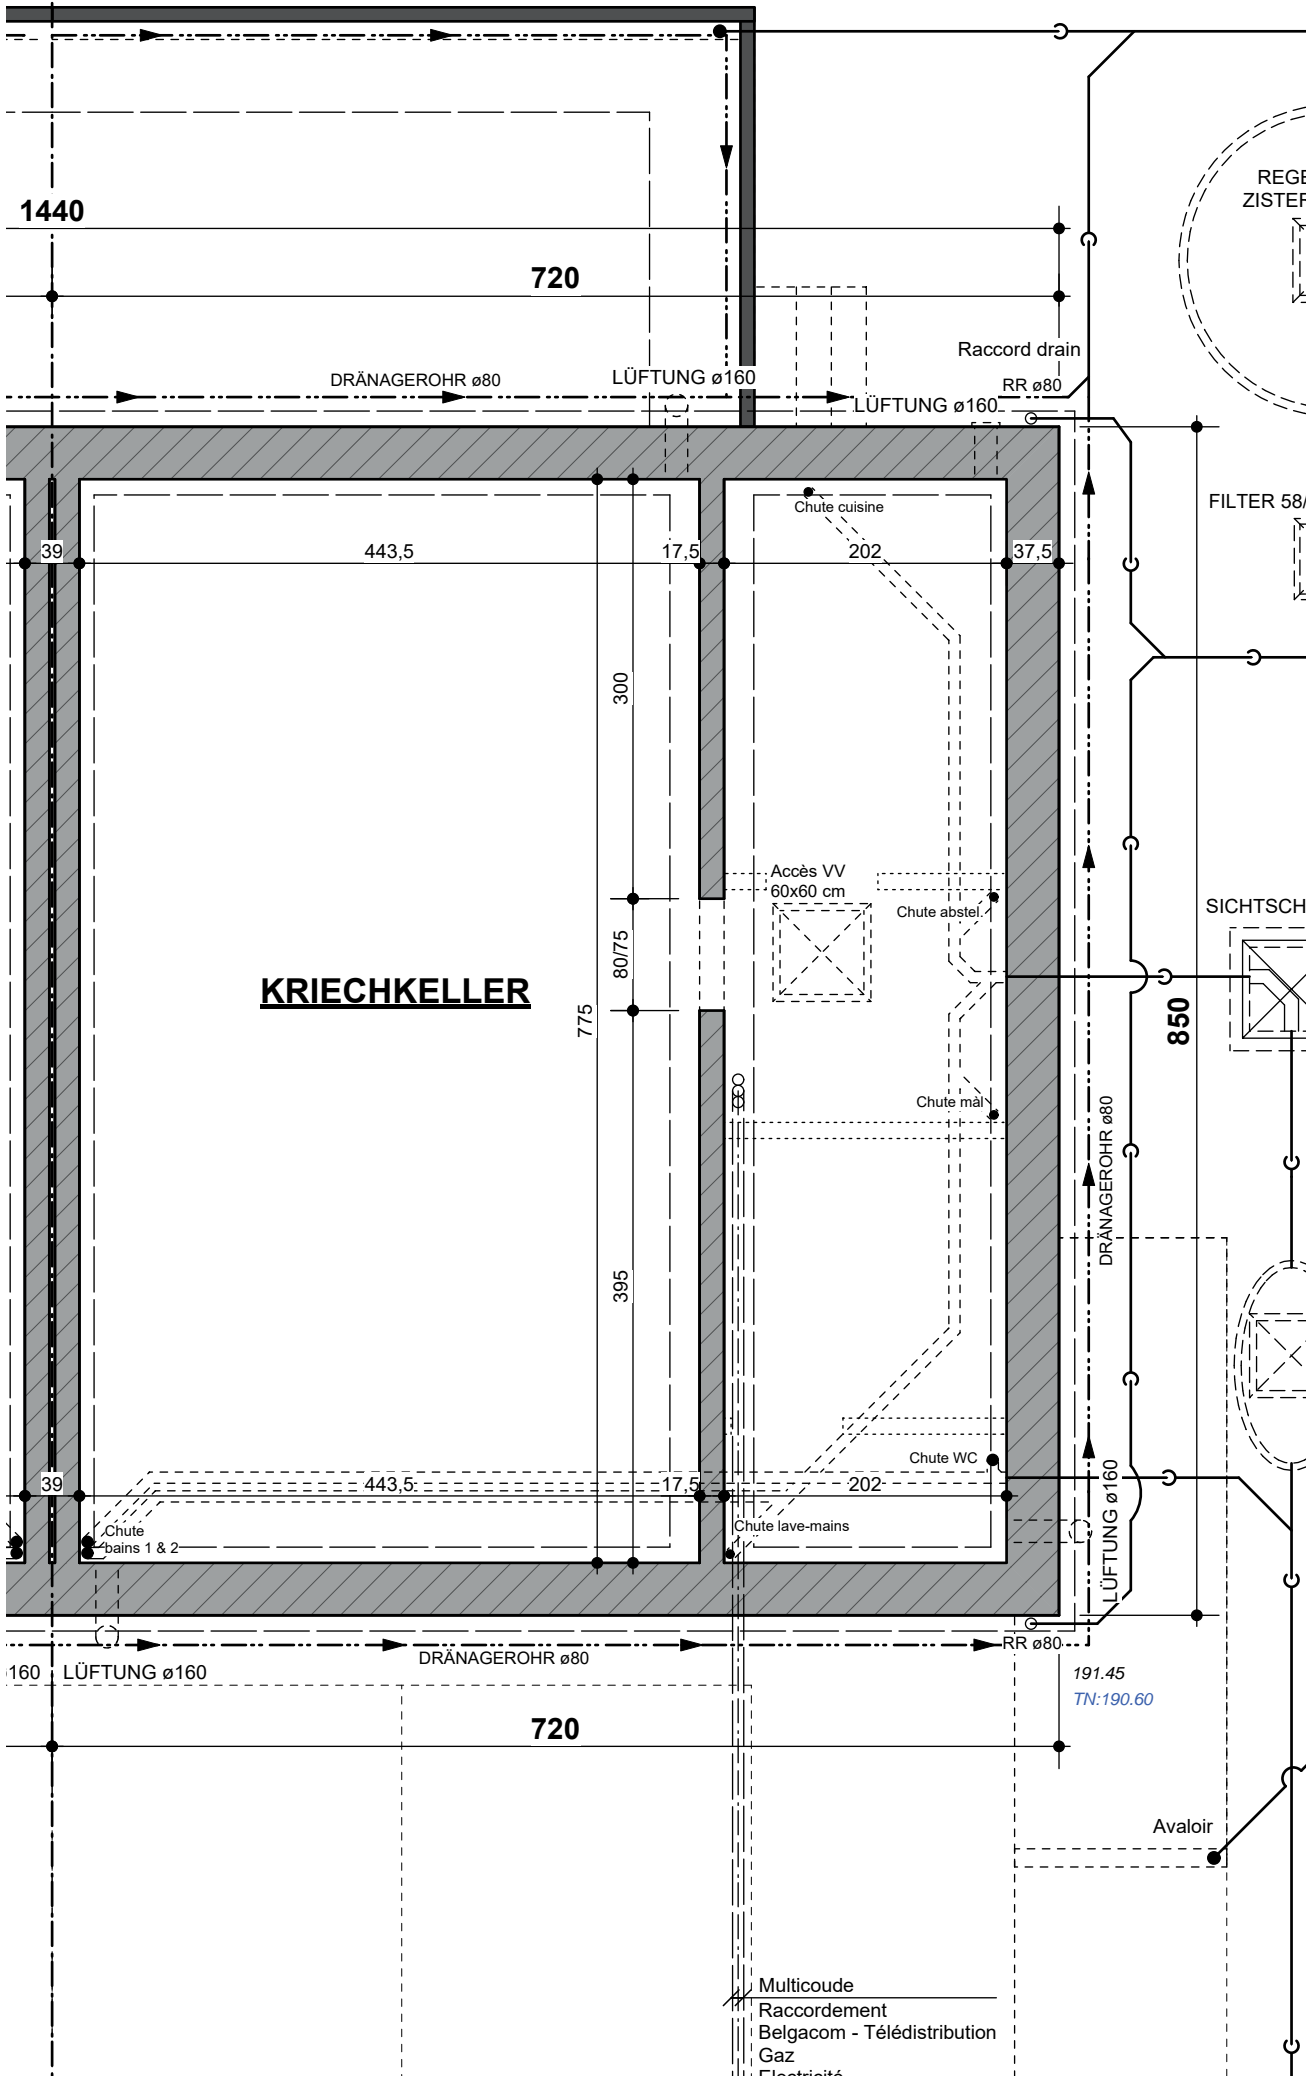 REGE
ZISTER
1440
720
Raccord drain
DRÄNAGEROHR ø80
LÜFTUNG ø160
RR ø80
LÜFTUNG ø160
FILTER 58/
Chute cuisine
39
443,5
17,5
202
37,5
300
Accès VV
60x60 cm
Chute abstel.
SICHTSCH
80/75
KRIECHKELLER
775
850
Chute màl
DRÄNAGEROHR ø80
395
Chute WC
39
443,5
17,5
202
LÜFTUNG ø160
Chute
bains 1 & 2
Chute lave-mains
RR ø80
DRÄNAGEROHR ø80
160
LÜFTUNG ø160
191.45
TN:190.60
720
Avaloir
Multicoude
Raccordement
Belgacom - Télédistribution
Gaz
Electricité